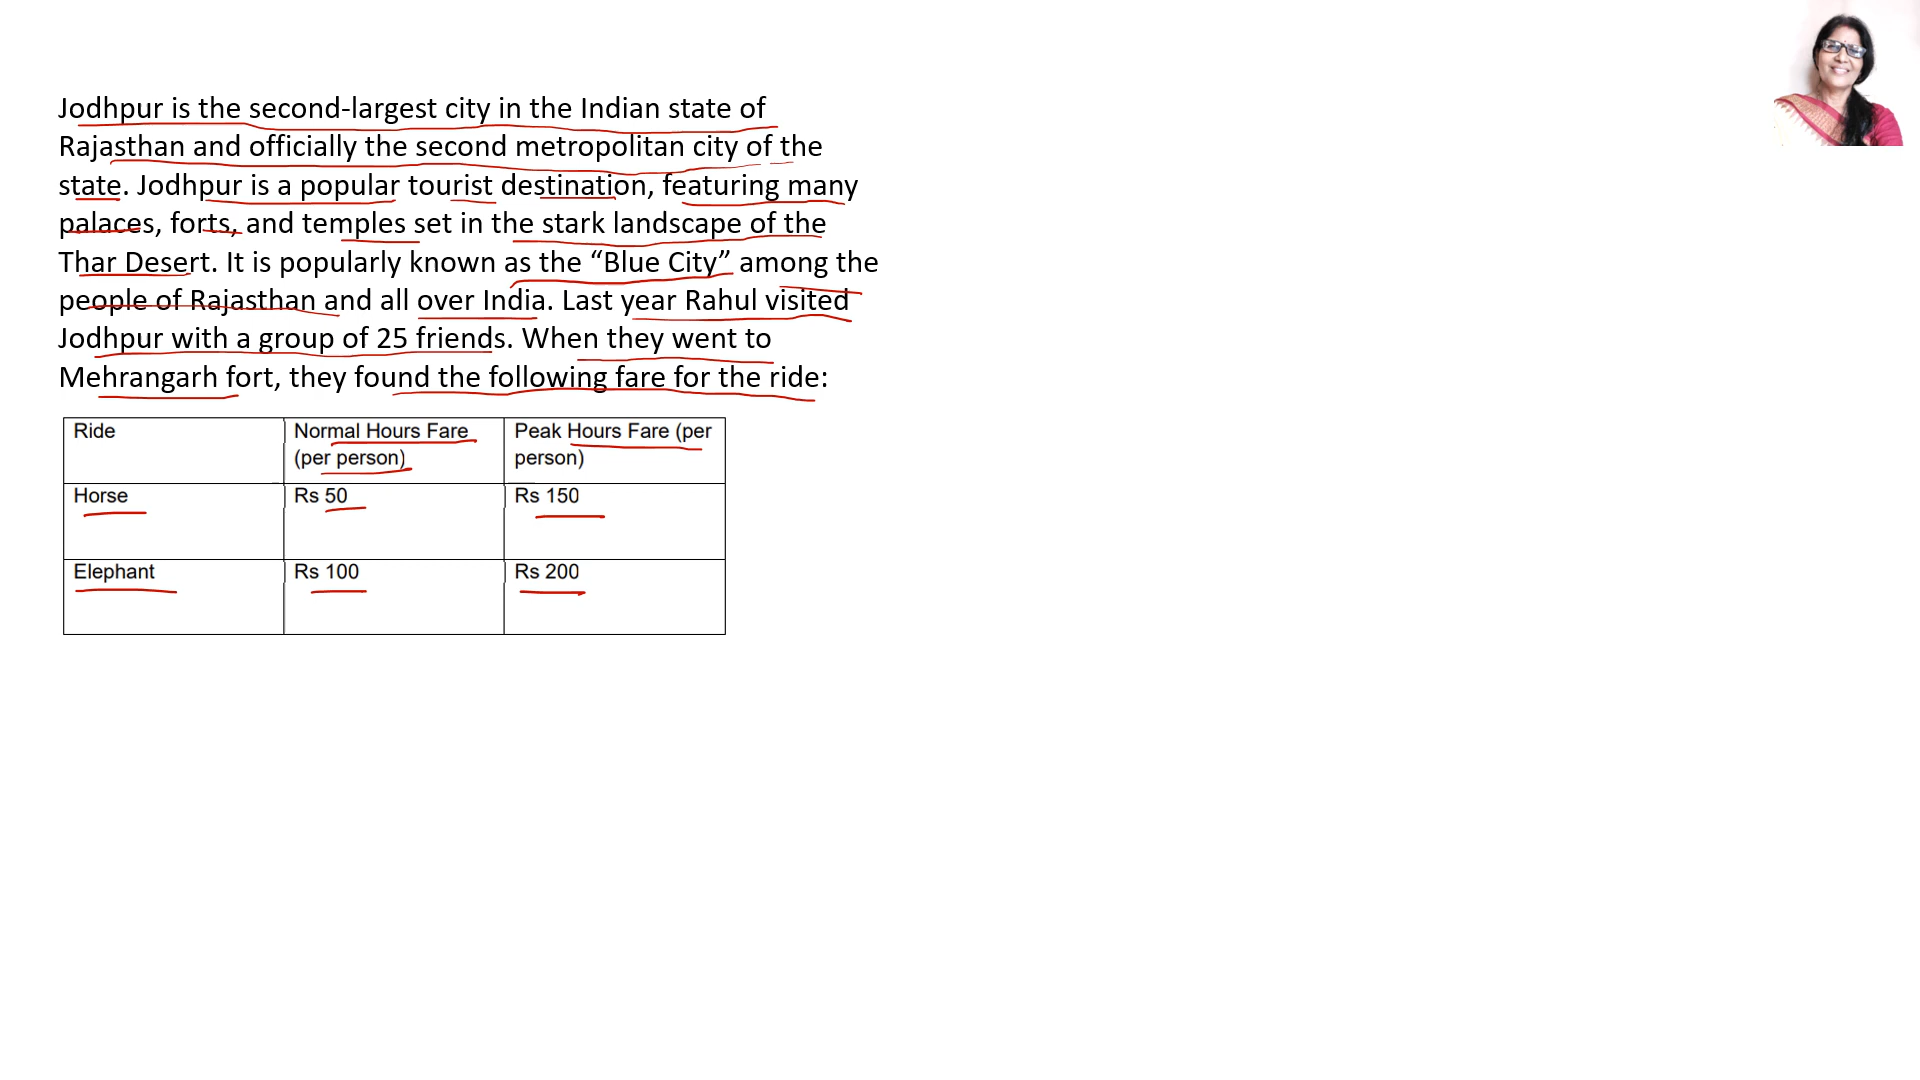 Jodhpur is the second-largest city in the Indian state of
Rajasthan and officially the second metropolitan city of the
state. Jodhpur is a popular tourist destination, featuring many
palaces, forts, and temples set in the stark landscape of the
Thar Desert. It is popularly known as the “Blue City” among the
people of Rajasthan and all over India. Last year Rahul visited
Jodhpur with a group of 25 friends. When they went to
Mehrangarh fort, they found the following fare for the ride:
Ride Normal Hours Fare Peak Hours Fare (per
(per person) person)
Horse Rs 50 Rs 150
Elephant Rs 100 Rs 200